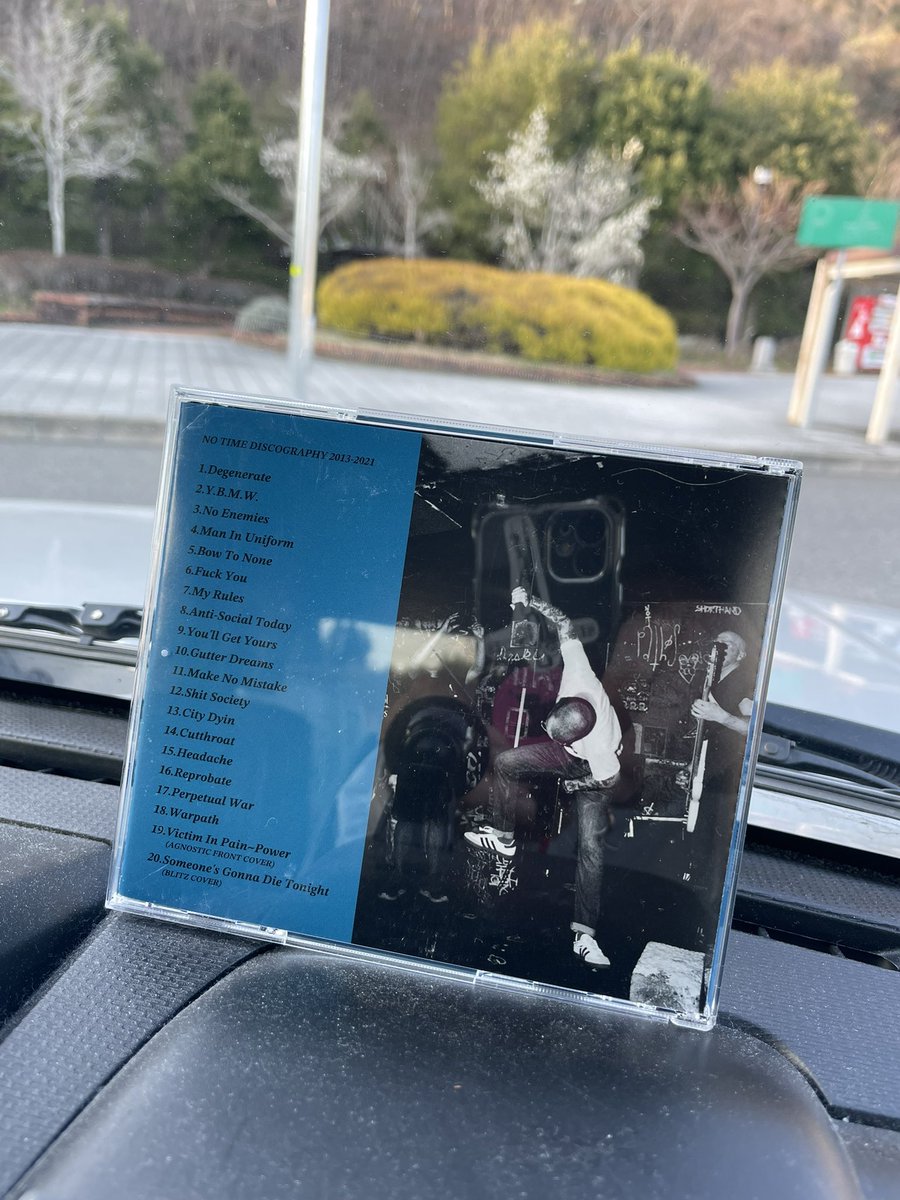 NO TIME DISCOGRAPHY 2013-2021
1.Degenerate
2.Y.B.M.W.
3.No Enemies
4.Man In Uniform
5.Bow To None
6.Fuck You
7.My Rules
8.Anti-Social Today
9.You'll Get Yours
10.Gutter Dreams
11.Make No Mistake
12.Shit Society
13.City Dyin
14.Cutthroat
15.Headache
16.Reprobate
17.Perpetual War
18.Warpath
19.Victim In Pain~Power
(AGNOSTIC FRONT COVER)
20.Someone's Gonna Die Tonight
(BLITZ COVER)
SHORTHAND